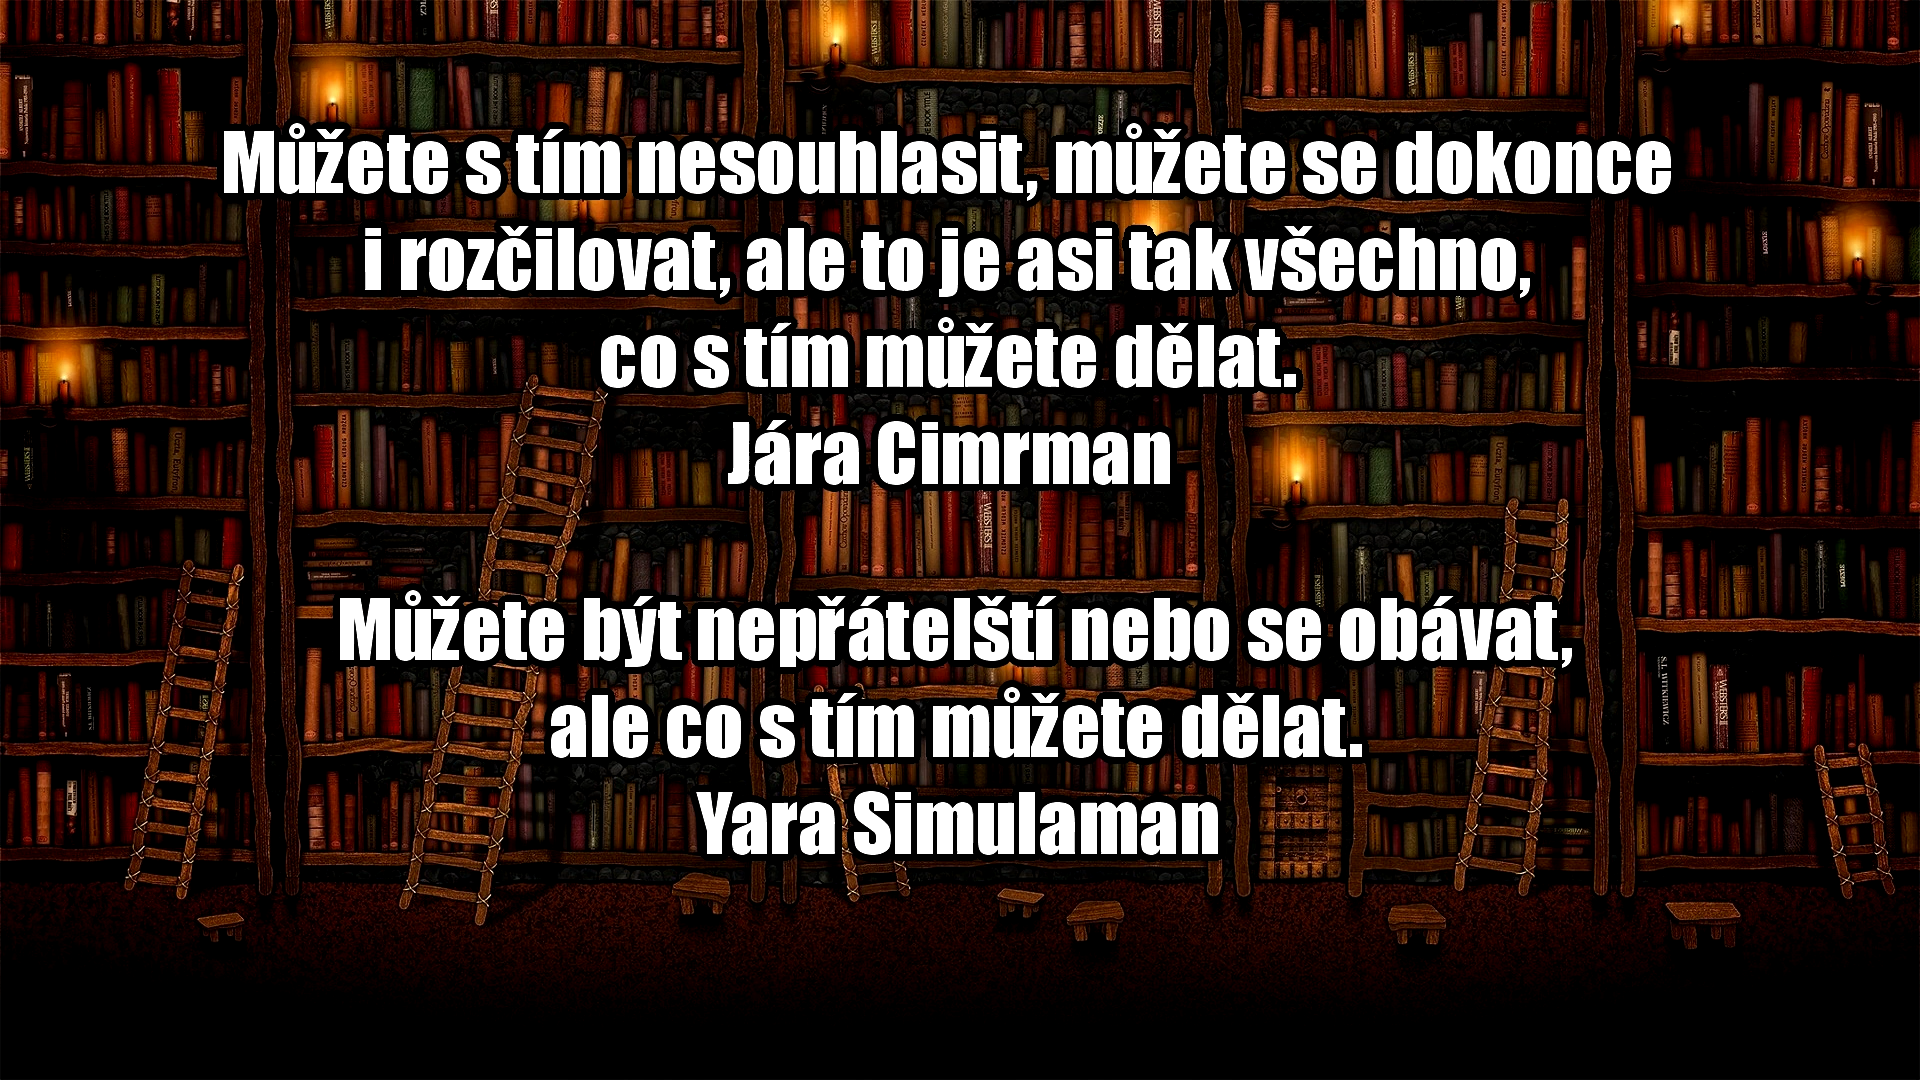 Můžete s tím nesouhlasit, můžete se dokonce
i rozčilovat, ale to je asi tak všechno,
co s tím můžete dělat.
Jára Cimrman
Můžete být nepřátelští nebo se obávat,
ale co s tím můžete dělat.
Yara Simulaman